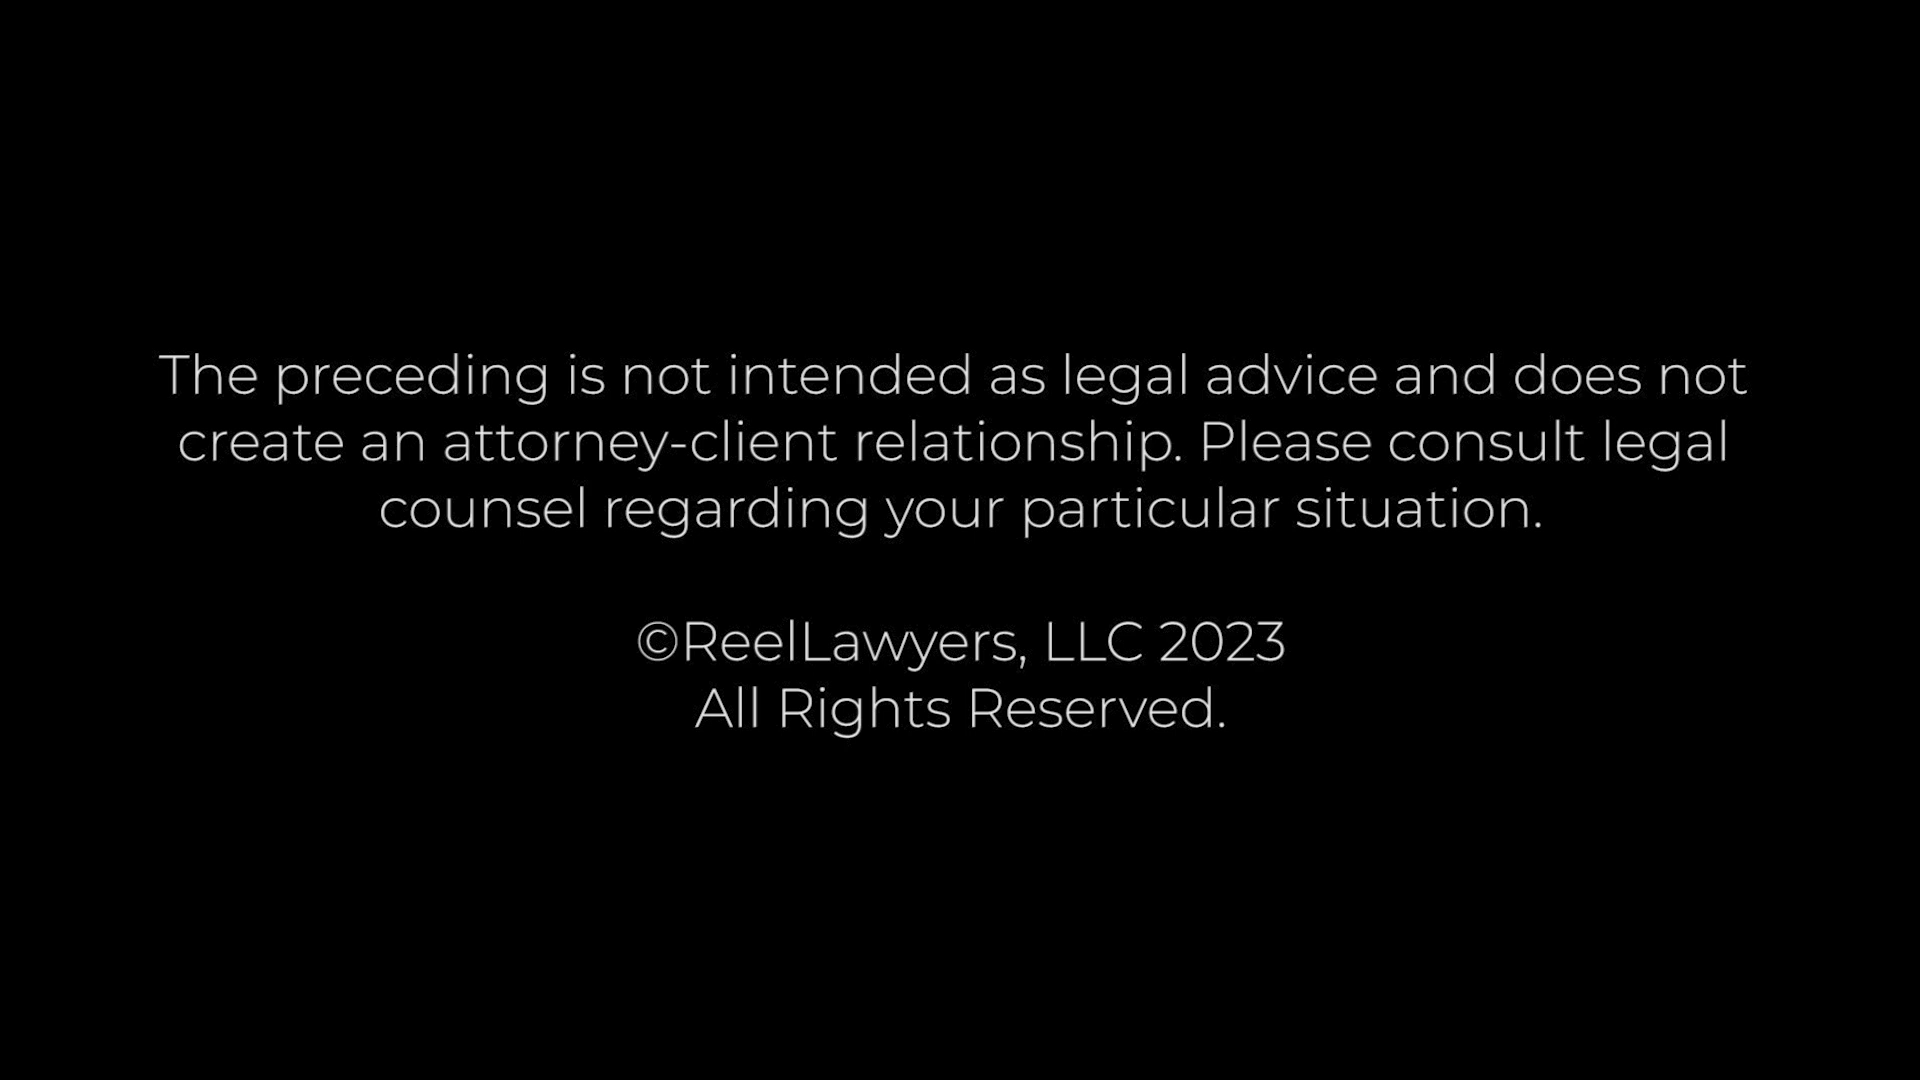 The preceding is not intended as legal advice and does not
create an attorney-client relationship. Please consult legal
counsel regarding your particular situation.
©ReelLawyers, LLC 2023
All Rights Reserved.